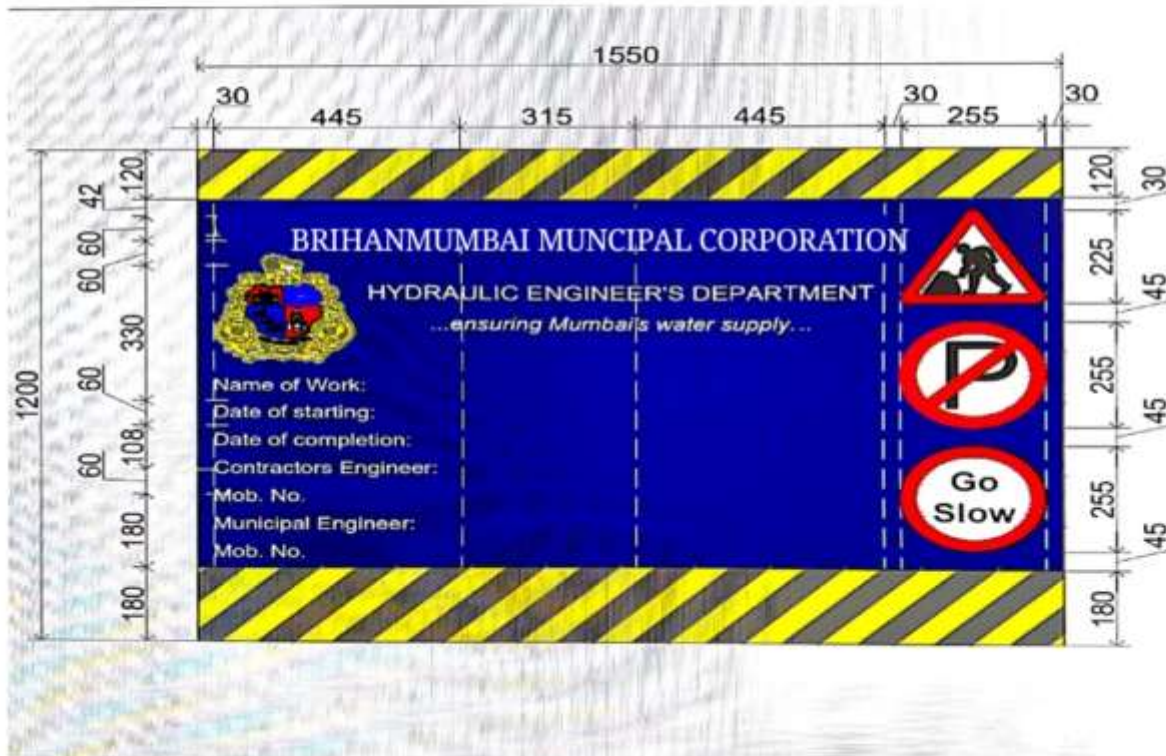 1550
30 445 315 445 30 255 30
120 42 60 60 330 60 108 60 180 180
1200
BRIHANMUMBAI MUNCIPAL CORPORATION
HYDRAULIC ENGINEER'S DEPARTMENT
...ensuring Mumbai's water supply...
Name of Work:
Date of starting:
Date of completion:
Contractors Engineer:
Mob. No.
Municipal Engineer:
Mob. No.
P
Go
Slow
120 30 225 45 255 45 255 45 180